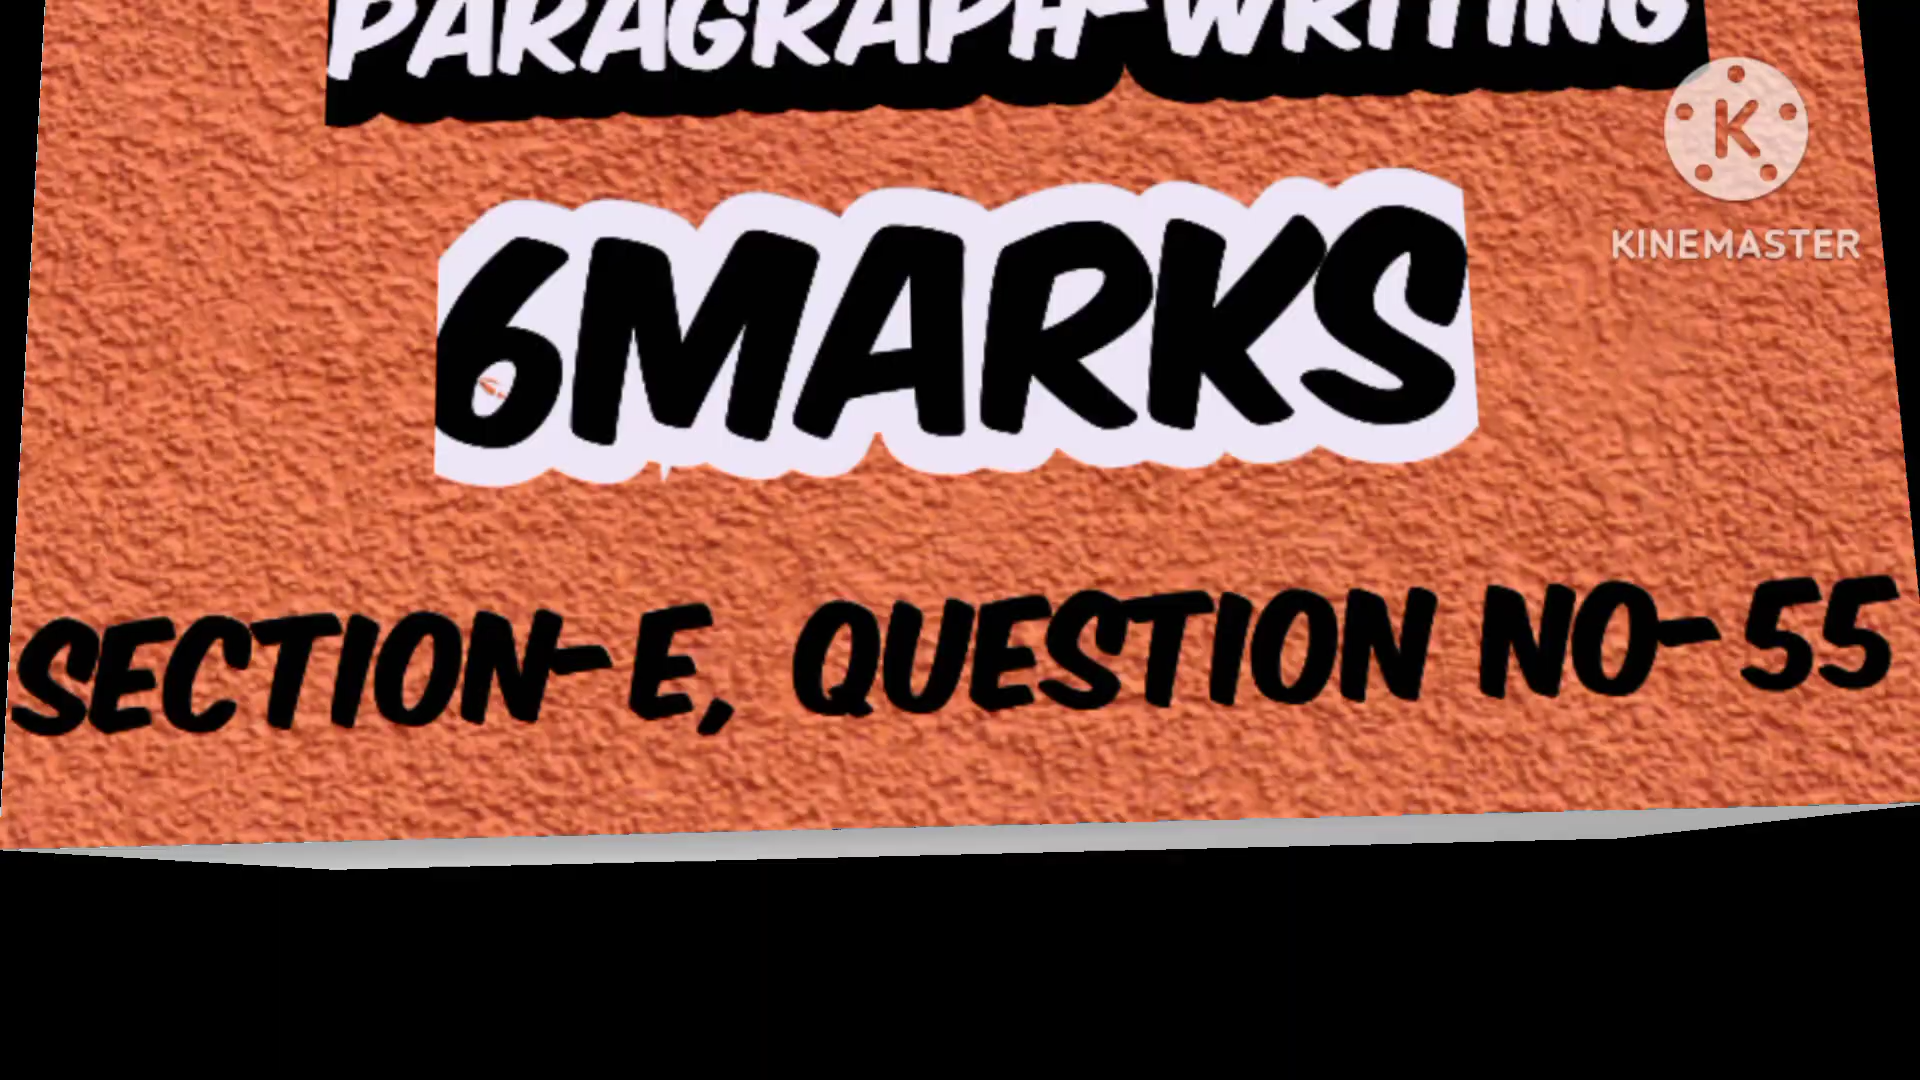 PARAGRAPH-WRITING
K
KINEMASTER
6MARKS
SECTION-E, QUESTION NO-55